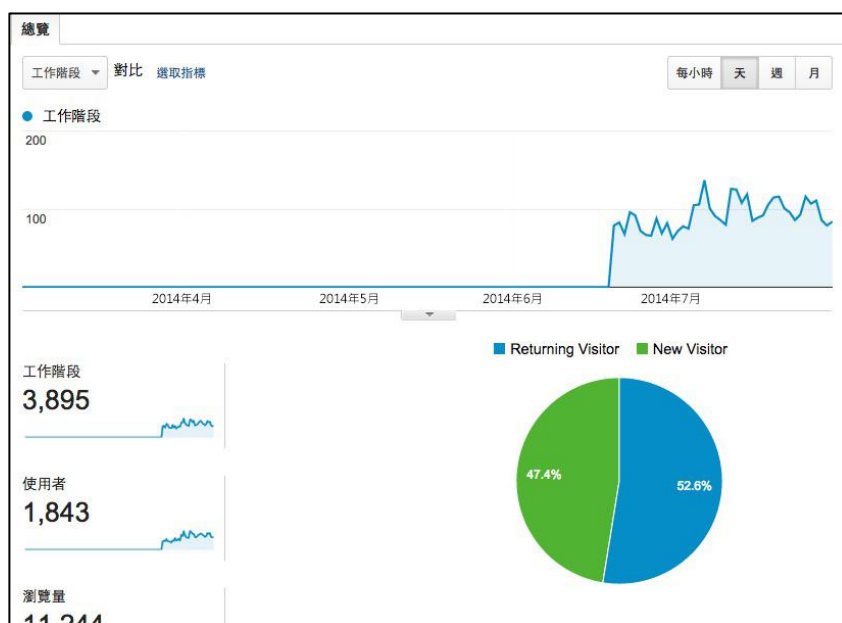 總覽
工作階段 對比 選取指標 每小時 天 週 月
工作階段
200
100
2014年4月 2014年5月 2014年6月 2014年7月
Returning Visitor New Visitor
工作階段
3,895
47.4% 52.6%
使用者
1,843
瀏覽量
11,244